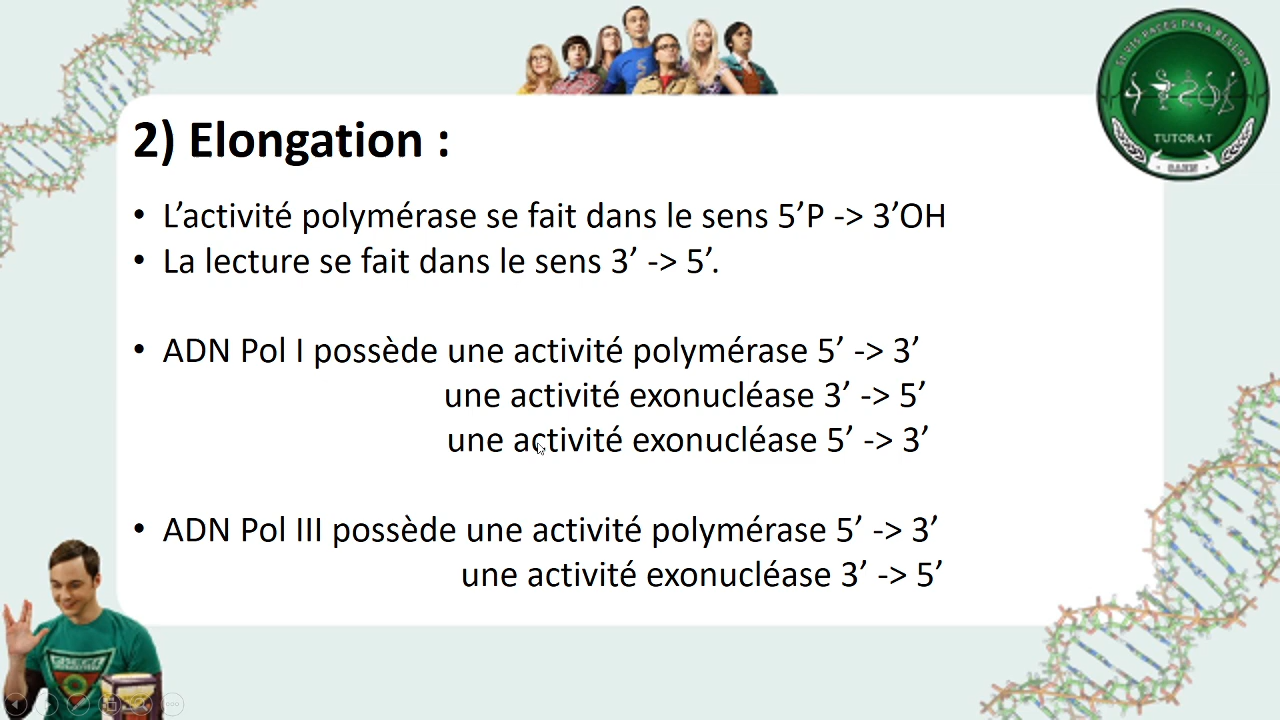 2) Elongation :
• L’activité polymérase se fait dans le sens 5’P -> 3’OH
• La lecture se fait dans le sens 3’ -> 5’.
• ADN Pol I possède une activité polymérase 5’ -> 3’
une activité exonucléase 3’ -> 5’
une activité exonucléase 5’ -> 3’
• ADN Pol III possède une activité polymérase 5’ -> 3’
une activité exonucléase 3’ -> 5’
TUTORAT